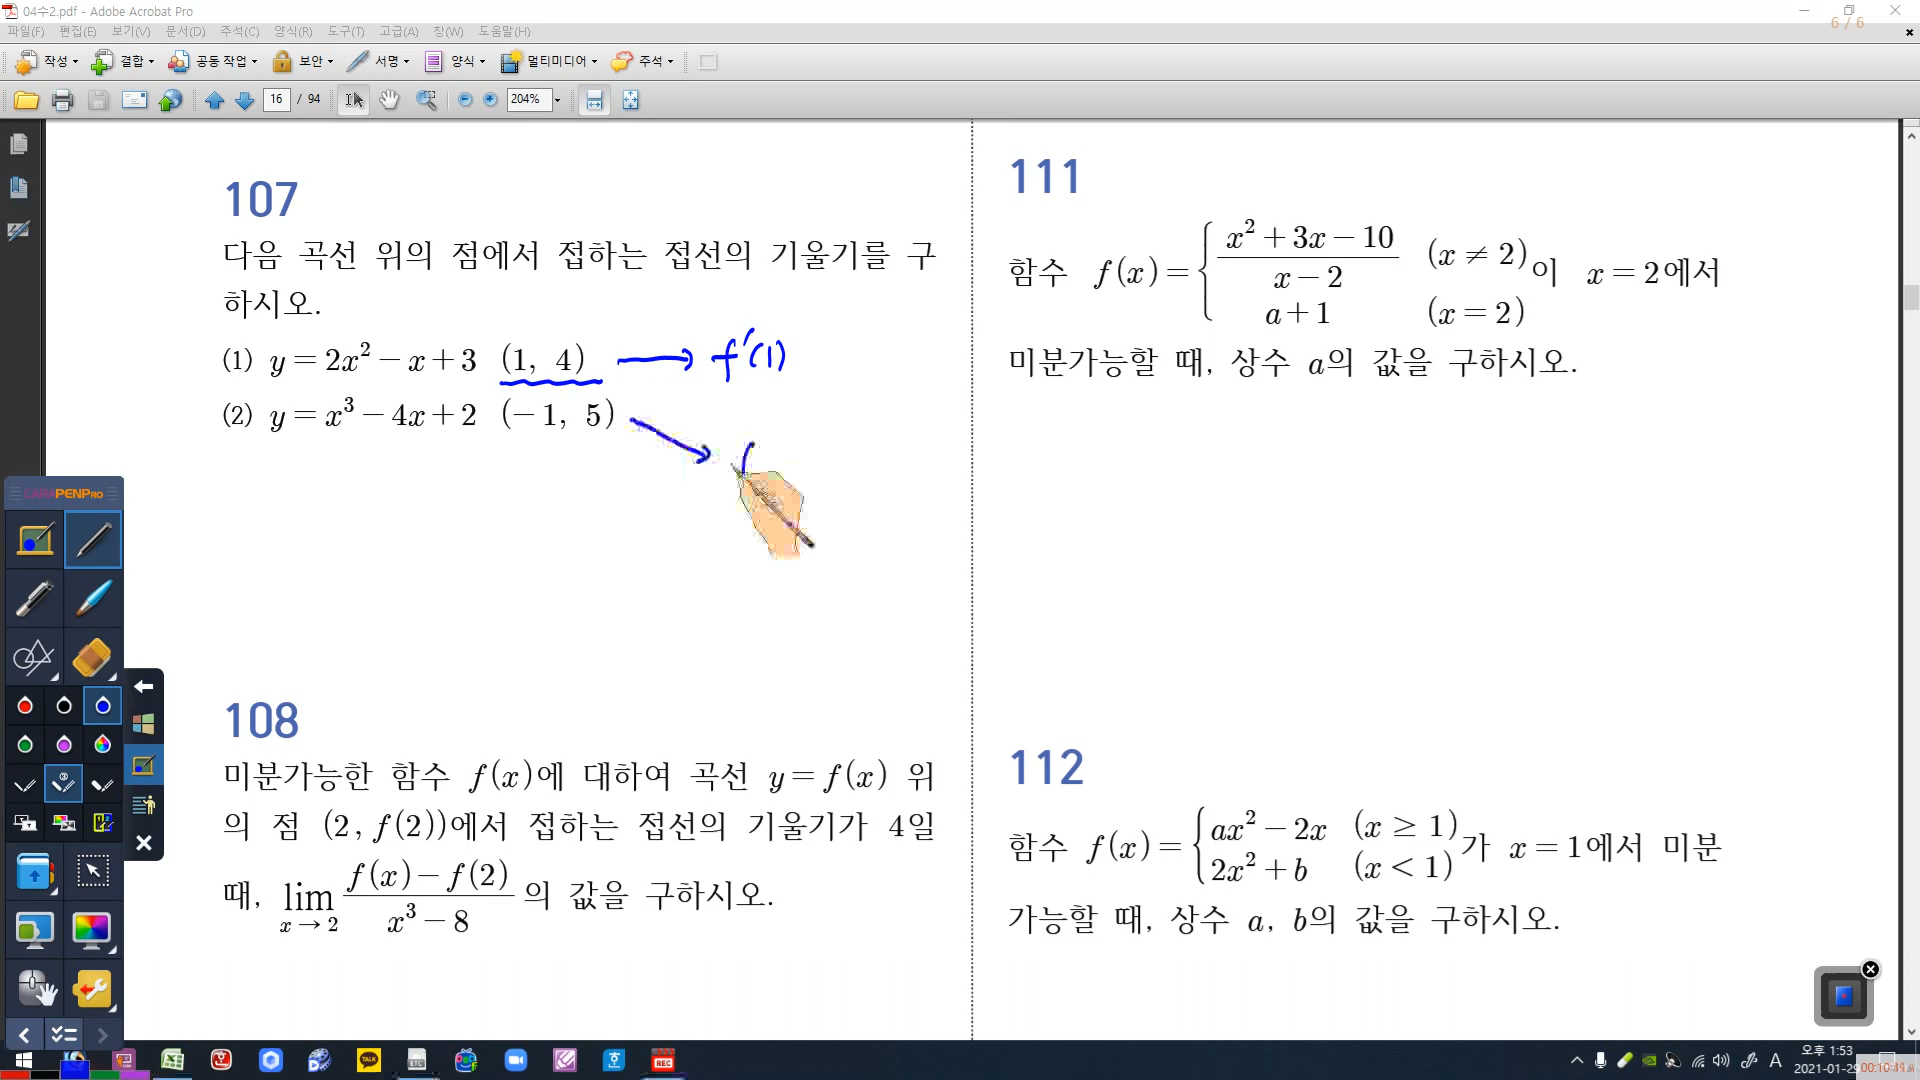 04수2.pdf - Adobe Acrobat Pro
6 / 6
파일(F) 편집(E) 보기(V) 문서(D) 주석(C) 양식(R) 도구(T) 고급(A) 창(W) 도움말(H)
작성 결합 공동 작업 보안 서명 양식 멀티미디어 주석
16 / 94 204%
107
다음 곡선 위의 점에서 접하는 접선의 기울기를 구
하시오.
(1) y = 2x² − x + 3 (1, 4) → f′(1)
(2) y = x³ − 4x + 2 (−1, 5)
108
미분가능한 함수 f(x)에 대하여 곡선 y = f(x) 위
의 점 (2, f(2))에서 접하는 접선의 기울기가 4일
때, lim x→2 (f(x) − f(2))/(x³ − 8) 의 값을 구하시오.
111
함수 f(x) = { (x² + 3x − 10)/(x − 2) (x ≠ 2) 이 x = 2에서
a + 1 (x = 2)
미분가능할 때, 상수 a의 값을 구하시오.
112
함수 f(x) = { ax² − 2x (x ≥ 1) 가 x = 1에서 미분
2x² + b (x < 1)
가능할 때, 상수 a, b의 값을 구하시오.
CARAPENPRO
TALK
LTC
REC
A
오후 1:53
2021-01-29